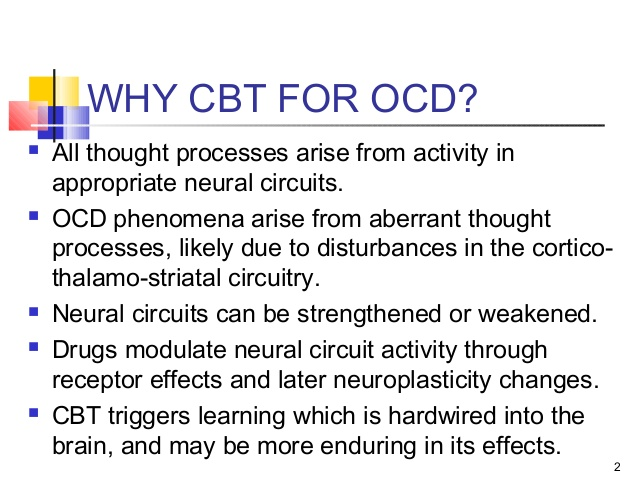 WHY CBT FOR OCD?
All thought processes arise from activity in
appropriate neural circuits.
OCD phenomena arise from aberrant thought
processes, likely due to disturbances in the cortico-
thalamo-striatal circuitry.
Neural circuits can be strengthened or weakened.
Drugs modulate neural circuit activity through
receptor effects and later neuroplasticity changes.
CBT triggers learning which is hardwired into the
brain, and may be more enduring in its effects.
2